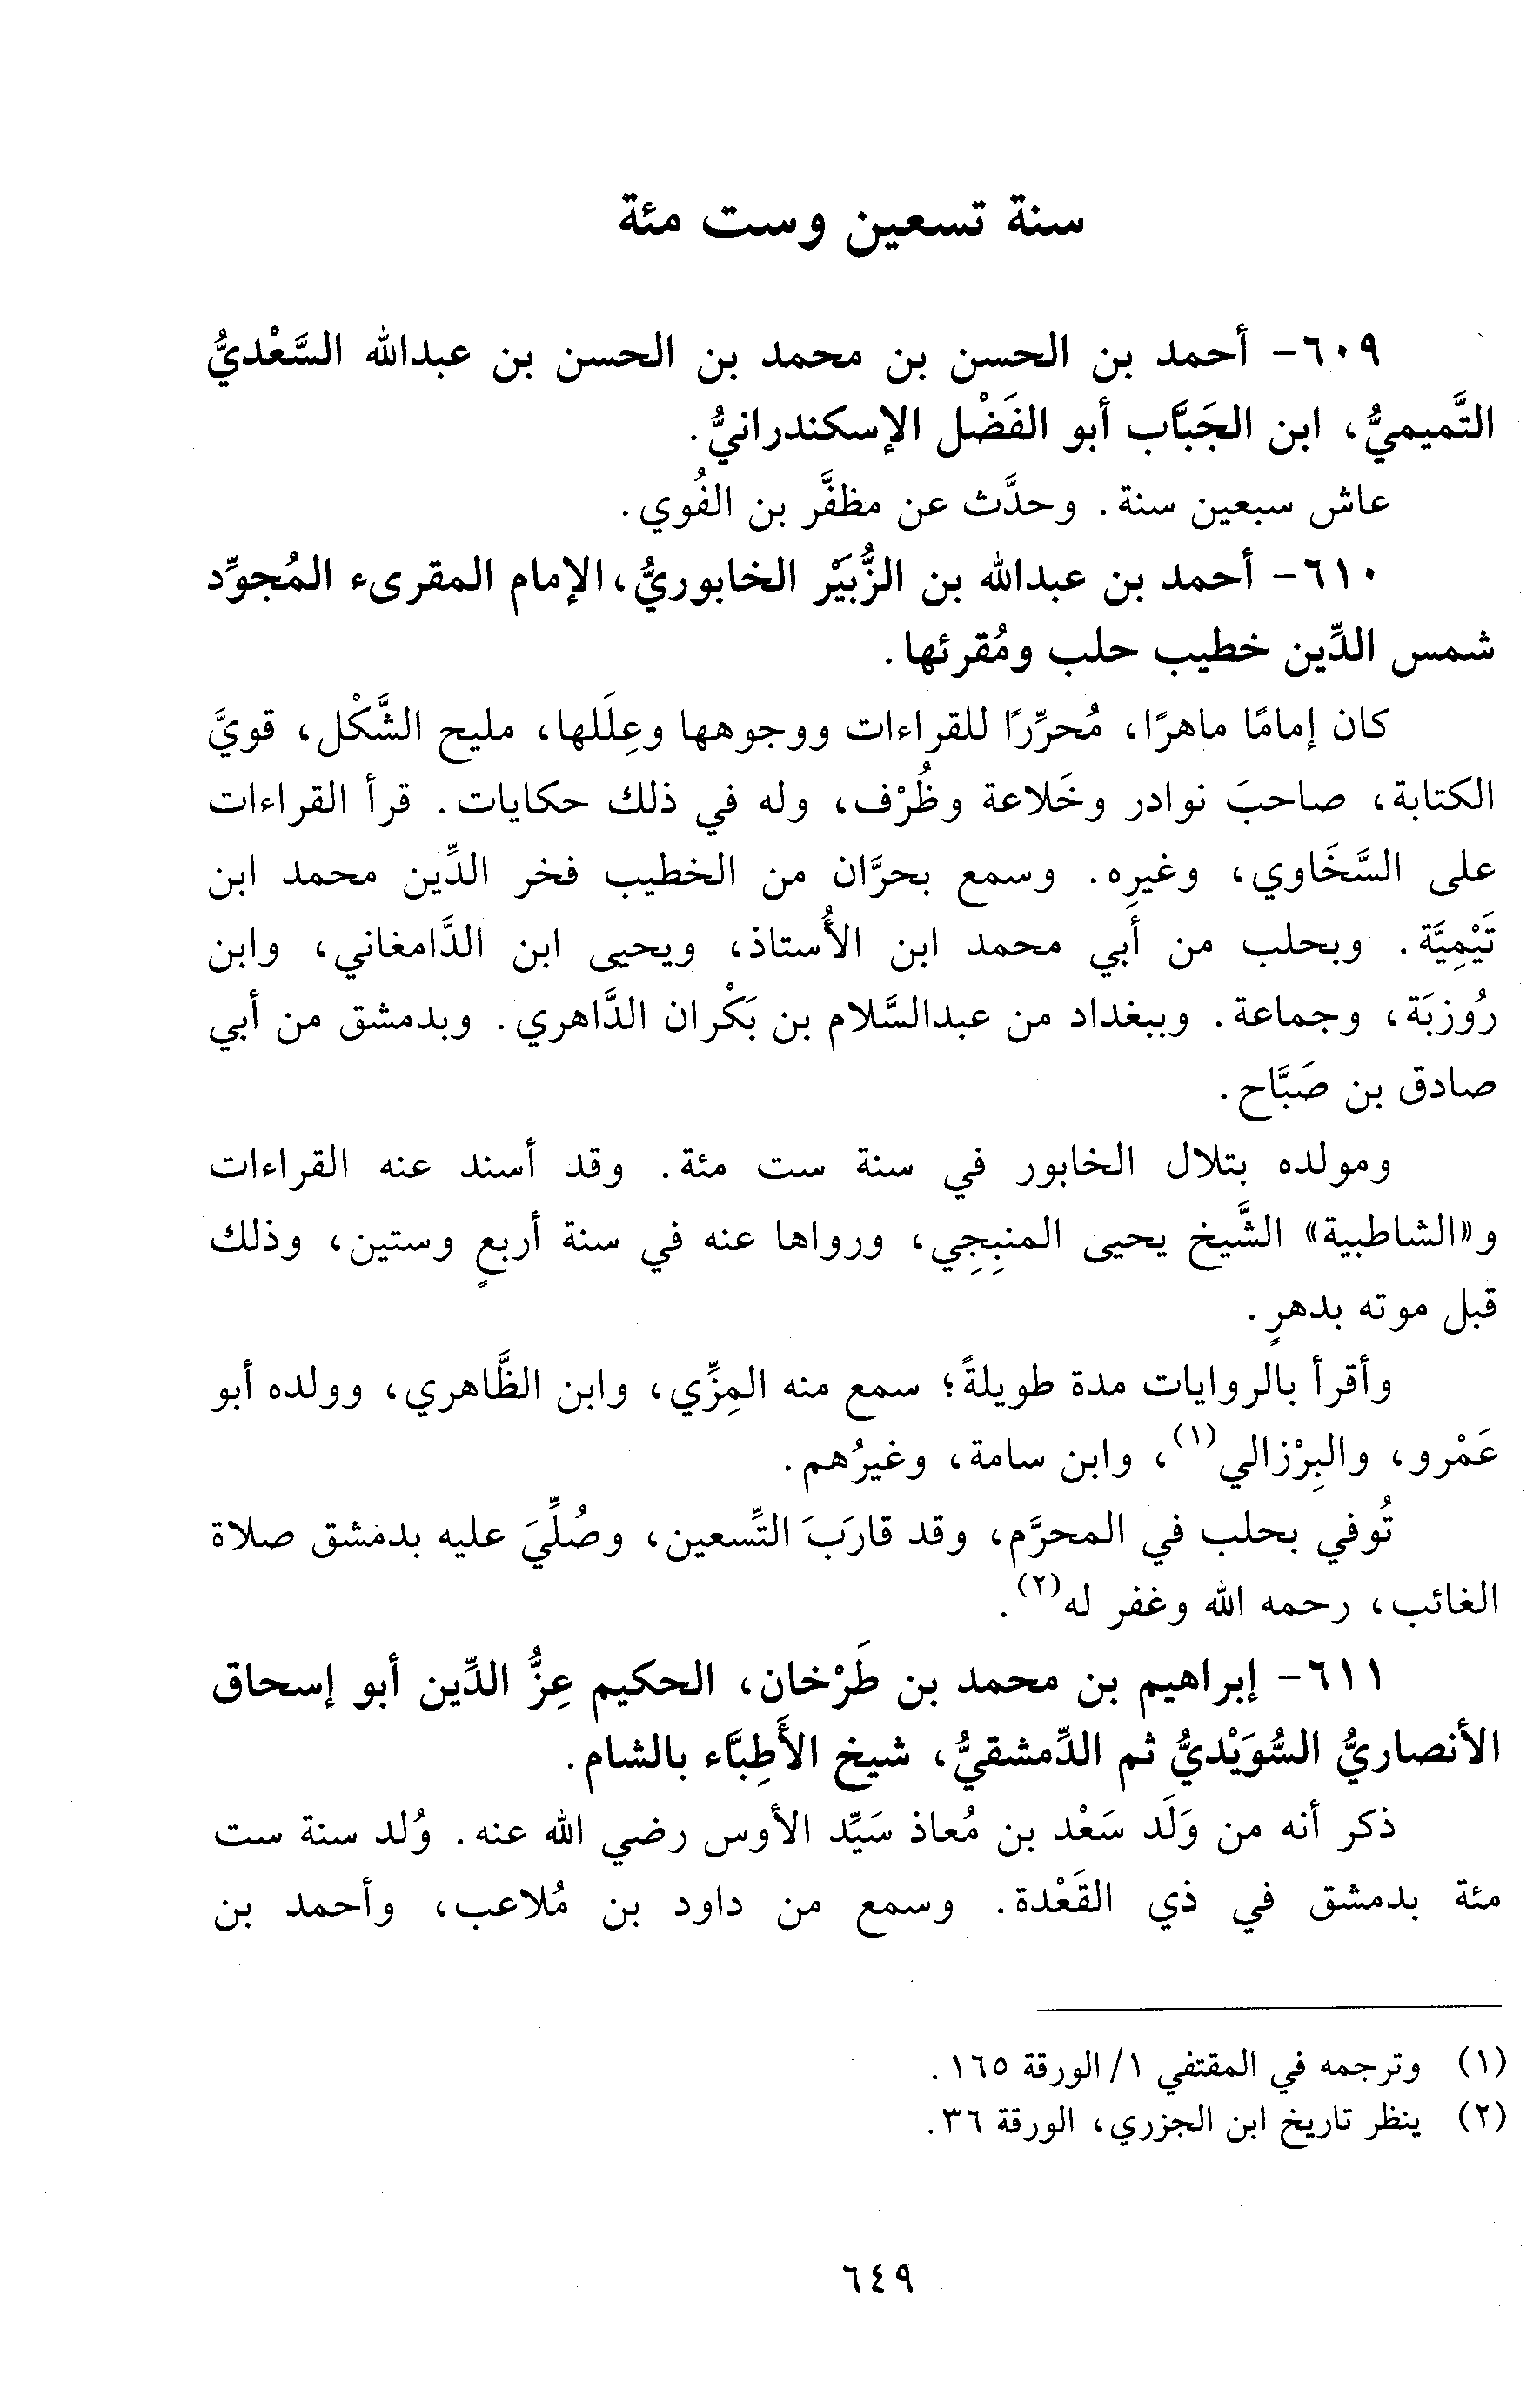 سنة تسعين وست مئة
٦٠٩- أحمد بن الحسن بن محمد بن الحسن بن عبدالله السَّعْديُّ
التَّميميُّ، ابن الجَبَّاب أبو الفَضْل الإسكندرانيُّ.
عاش سبعين سنة. وحدَّث عن مظفَّر بن الفُوي.
٦١٠- أحمد بن عبدالله بن الزُّبَيْر الخابوريُّ، الإمام المقرىء المُجوِّد
شمس الدِّين خطيب حلب ومُقرئها.
كان إمامًا ماهرًا، مُحرِّرًا للقراءات ووجوهها وعِلَلها، مليح الشَّكْل، قويَّ
الكتابة، صاحبَ نوادر وخَلاعة وظُرْف، وله في ذلك حكايات. قرأ القراءات
على السَّخَاوي، وغيرِه. وسمع بحرَّان من الخطيب فخر الدِّين محمد ابن
تَيْمِيَّة. وبحلب من أبي محمد ابن الأُستاذ، ويحيى ابن الدَّامغاني، وابن
رُوزبَة، وجماعة. وببغداد من عبدالسَّلام بن بَكْران الدَّاهري. وبدمشق من أبي
صادق بن صَبَّاح.
ومولده بتلال الخابور في سنة ست مئة. وقد أسند عنه القراءات
و«الشاطبية» الشَّيخ يحيى المنبِجِي، ورواها عنه في سنة أربعٍ وستين، وذلك
قبل موته بدهرٍ.
وأقرأ بالروايات مدة طويلةً؛ سمع منه المِزِّي، وابن الظَّاهري، وولده أبو
عَمْرو، والبِرْزالي(١)، وابن سامة، وغيرُهم.
تُوفي بحلب في المحرَّم، وقد قارَبَ التِّسعين، وصُلِّيَ عليه بدمشق صلاة
الغائب، رحمه الله وغفر له(٢).
٦١١- إبراهيم بن محمد بن طَرْخان، الحكيم عِزُّ الدِّين أبو إسحاق
الأنصاريُّ السُّوَيْديُّ ثم الدِّمشقيُّ، شيخ الأَطِبَّاء بالشام.
ذكر أنه من وَلَد سَعْد بن مُعاذ سَيِّد الأوس رضي الله عنه. وُلد سنة ست
مئة بدمشق في ذي القَعْدة. وسمع من داود بن مُلاعب، وأحمد بن
(١) وترجمه في المقتفي ١/ الورقة ١٦٥.
(٢) ينظر تاريخ ابن الجزري، الورقة ٣٦.
٦٤٩